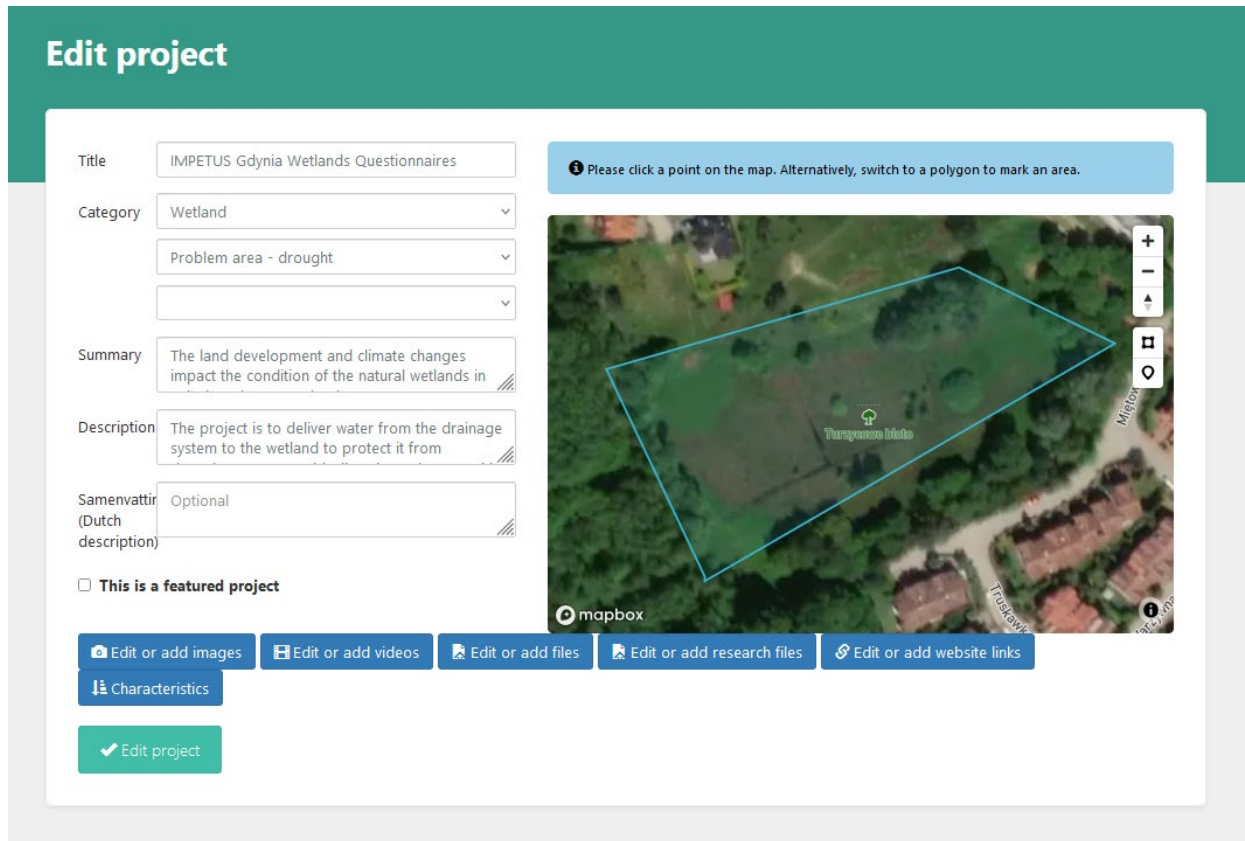 Edit project
Title
IMPETUS Gdynia Wetlands Questionnaires
Category
Wetland
Problem area - drought
Summary
The land development and climate changes
impact the condition of the natural wetlands in
Description
The project is to deliver water from the drainage
system to the wetland to protect it from
Samenvattin
(Dutch
description)
Optional
This is a featured project
Please click a point on the map. Alternatively, switch to a polygon to mark an area.
Turzycowe błoto
Miętow
Truskawk
mapbox
Edit or add images
Edit or add videos
Edit or add files
Edit or add research files
Edit or add website links
Characteristics
Edit project